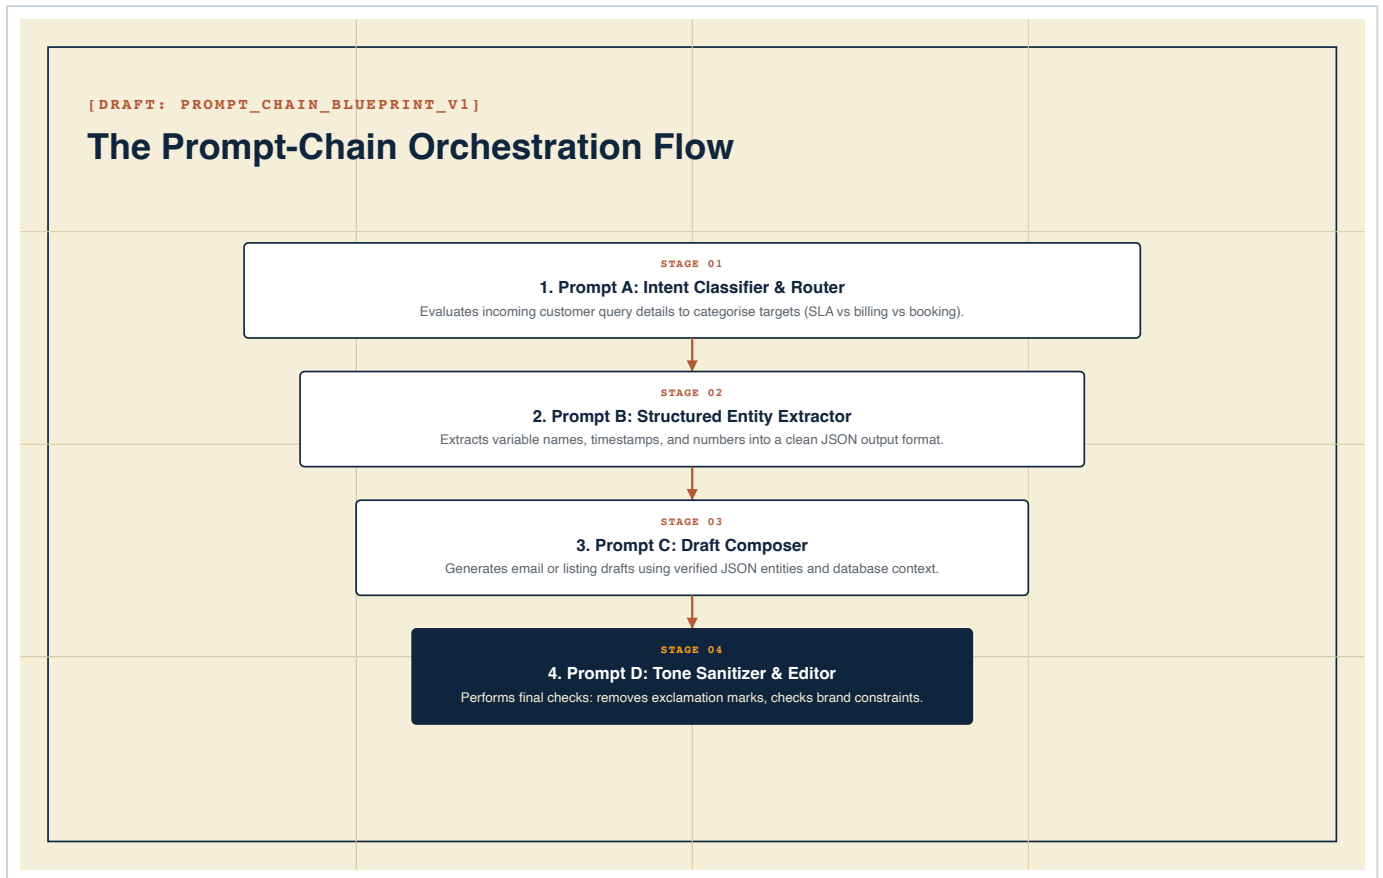 [DRAFT: PROMPT_CHAIN_BLUEPRINT_V1]
The Prompt-Chain Orchestration Flow
STAGE 01
1. Prompt A: Intent Classifier & Router
Evaluates incoming customer query details to categorise targets (SLA vs billing vs booking).
STAGE 02
2. Prompt B: Structured Entity Extractor
Extracts variable names, timestamps, and numbers into a clean JSON output format.
STAGE 03
3. Prompt C: Draft Composer
Generates email or listing drafts using verified JSON entities and database context.
STAGE 04
4. Prompt D: Tone Sanitizer & Editor
Performs final checks: removes exclamation marks, checks brand constraints.